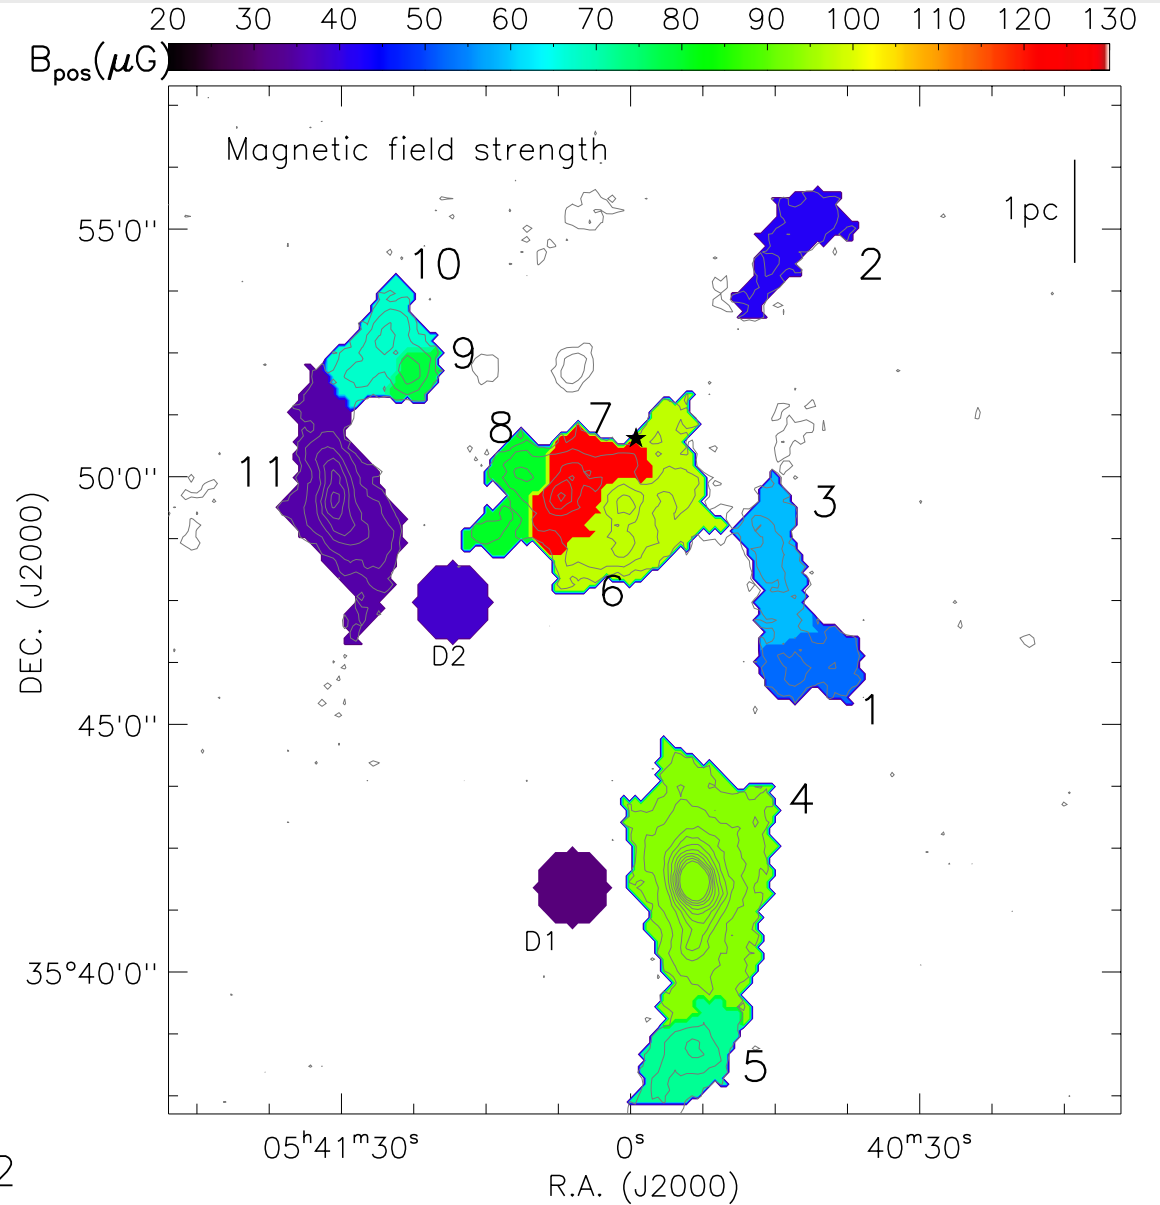 20 30 40 50 60 70 80 90 100 110 120 130
Bpos(μG)
Magnetic field strength
1pc
55'0''
50'0''
45'0''
35°40'0''
DEC. (J2000)
10
2
9
8
7
11
3
6
D2
1
4
D1
5
05ʰ41ᵐ30ˢ 0ˢ 40ᵐ30ˢ
R.A. (J2000)
2